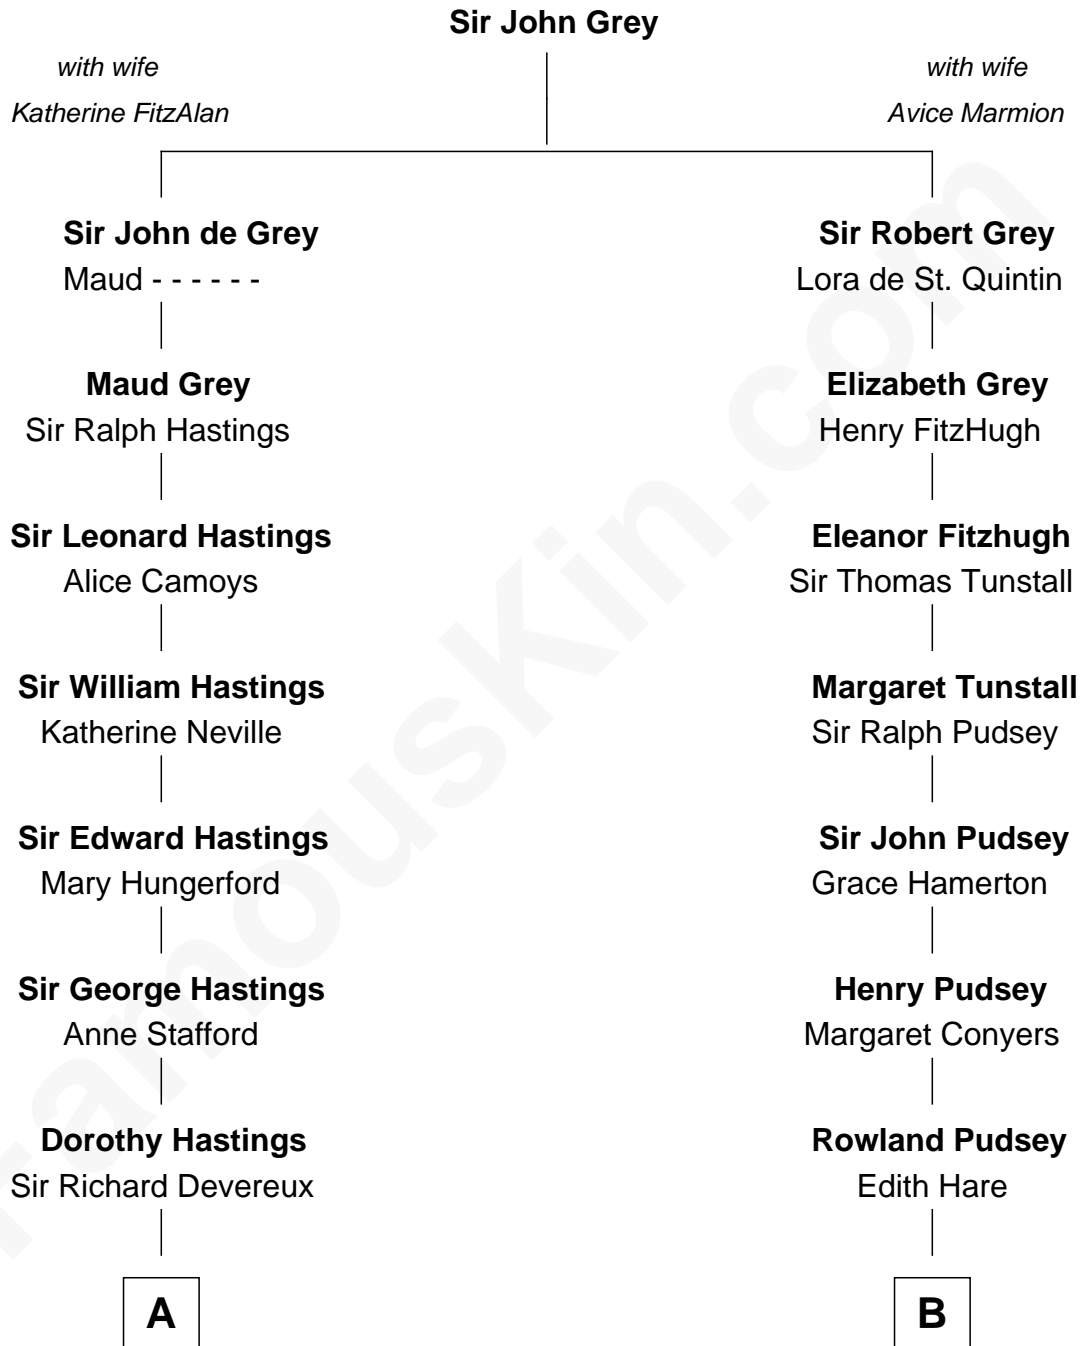 Sir John Grey
with wife
Katherine FitzAlan
with wife
Avice Marmion
Sir John de Grey
Maud - - - - - -
Sir Robert Grey
Lora de St. Quintin
Maud Grey
Sir Ralph Hastings
Elizabeth Grey
Henry FitzHugh
Sir Leonard Hastings
Alice Camoys
Eleanor Fitzhugh
Sir Thomas Tunstall
Sir William Hastings
Katherine Neville
Margaret Tunstall
Sir Ralph Pudsey
Sir Edward Hastings
Mary Hungerford
Sir John Pudsey
Grace Hamerton
Sir George Hastings
Anne Stafford
Henry Pudsey
Margaret Conyers
Dorothy Hastings
Sir Richard Devereux
Rowland Pudsey
Edith Hare
A
B
FamousKin.com